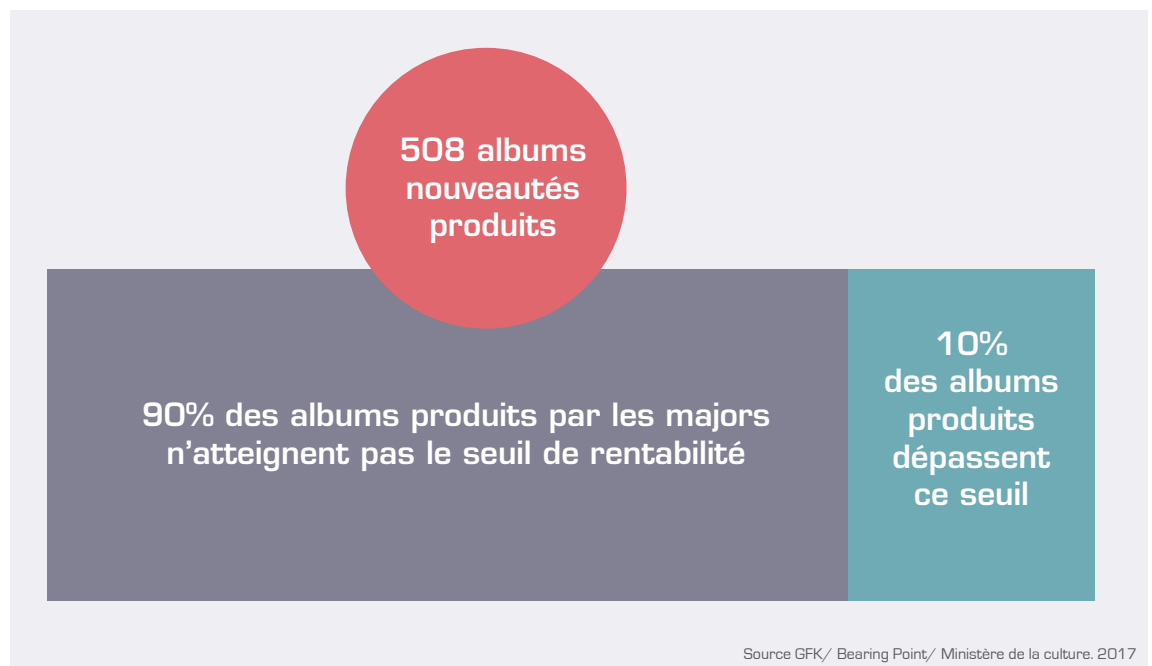 508 albums
nouveautés
produits
90% des albums produits par les majors
n'atteignent pas le seuil de rentabilité
10%
des albums
produits
dépassent
ce seuil
Source GFK/ Bearing Point/ Ministère de la culture. 2017